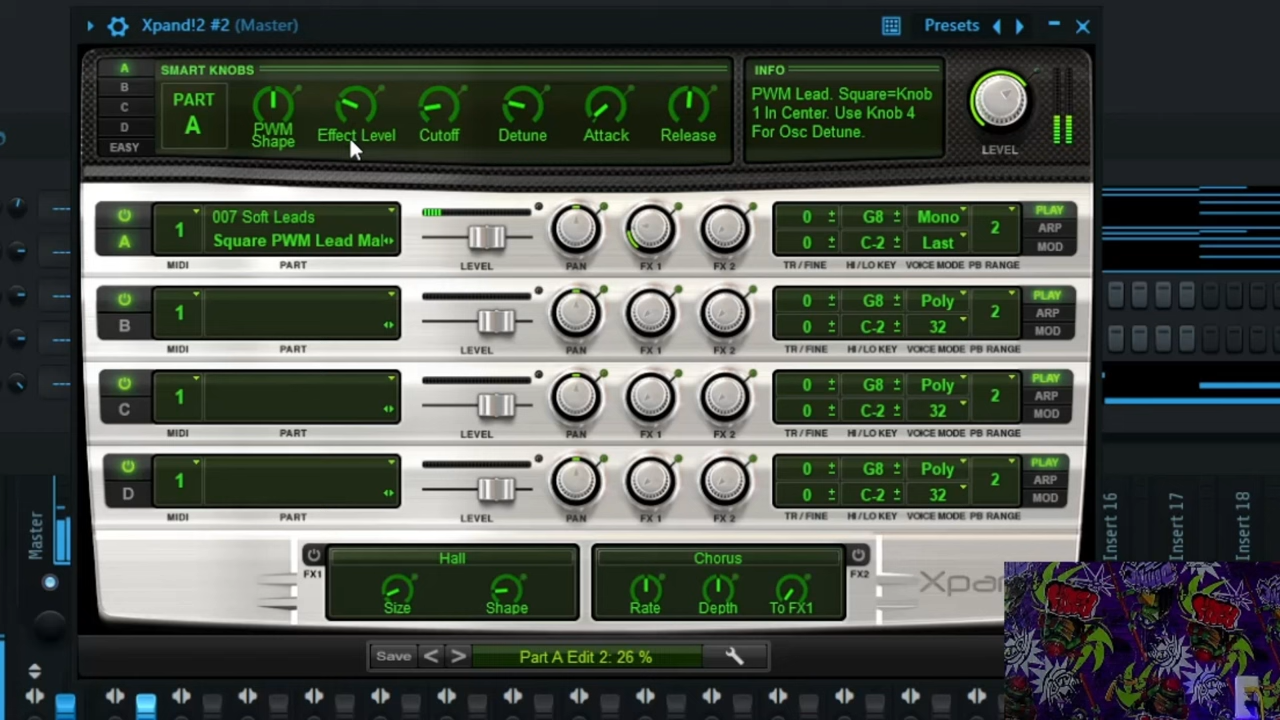 Xpand!2 #2 (Master)
Presets
A
B
C
D
EASY
SMART KNOBS
PART
A
PWM
Shape
Effect Level
Cutoff
Detune
Attack
Release
INFO
PWM Lead. Square=Knob
1 In Center. Use Knob 4
For Osc Detune.
LEVEL
A
1
007 Soft Leads
Square PWM Lead Mal
MIDI
PART
LEVEL
PAN
FX 1
FX 2
0 ± G8 ± Mono
0 ± C-2 ± Last
2
TR / FINE
HI / LO KEY
VOICE MODE
PB RANGE
PLAY
ARP
MOD
B
1
MIDI
PART
LEVEL
PAN
FX 1
FX 2
0 ± G8 ± Poly
0 ± C-2 ± 32
2
TR / FINE
HI / LO KEY
VOICE MODE
PB RANGE
PLAY
ARP
MOD
C
1
MIDI
PART
LEVEL
PAN
FX 1
FX 2
0 ± G8 ± Poly
0 ± C-2 ± 32
2
TR / FINE
HI / LO KEY
VOICE MODE
PB RANGE
PLAY
ARP
MOD
D
1
MIDI
PART
LEVEL
PAN
FX 1
FX 2
0 ± G8 ± Poly
0 ± C-2 ± 32
2
TR / FINE
HI / LO KEY
VOICE MODE
PB RANGE
PLAY
ARP
MOD
Master
Insert 16
Insert 17
Insert 18
FX1
Hall
Size
Shape
Chorus
Rate
Depth
To FX1
FX2
Xpan
Save < >
Part A Edit 2: 26 %